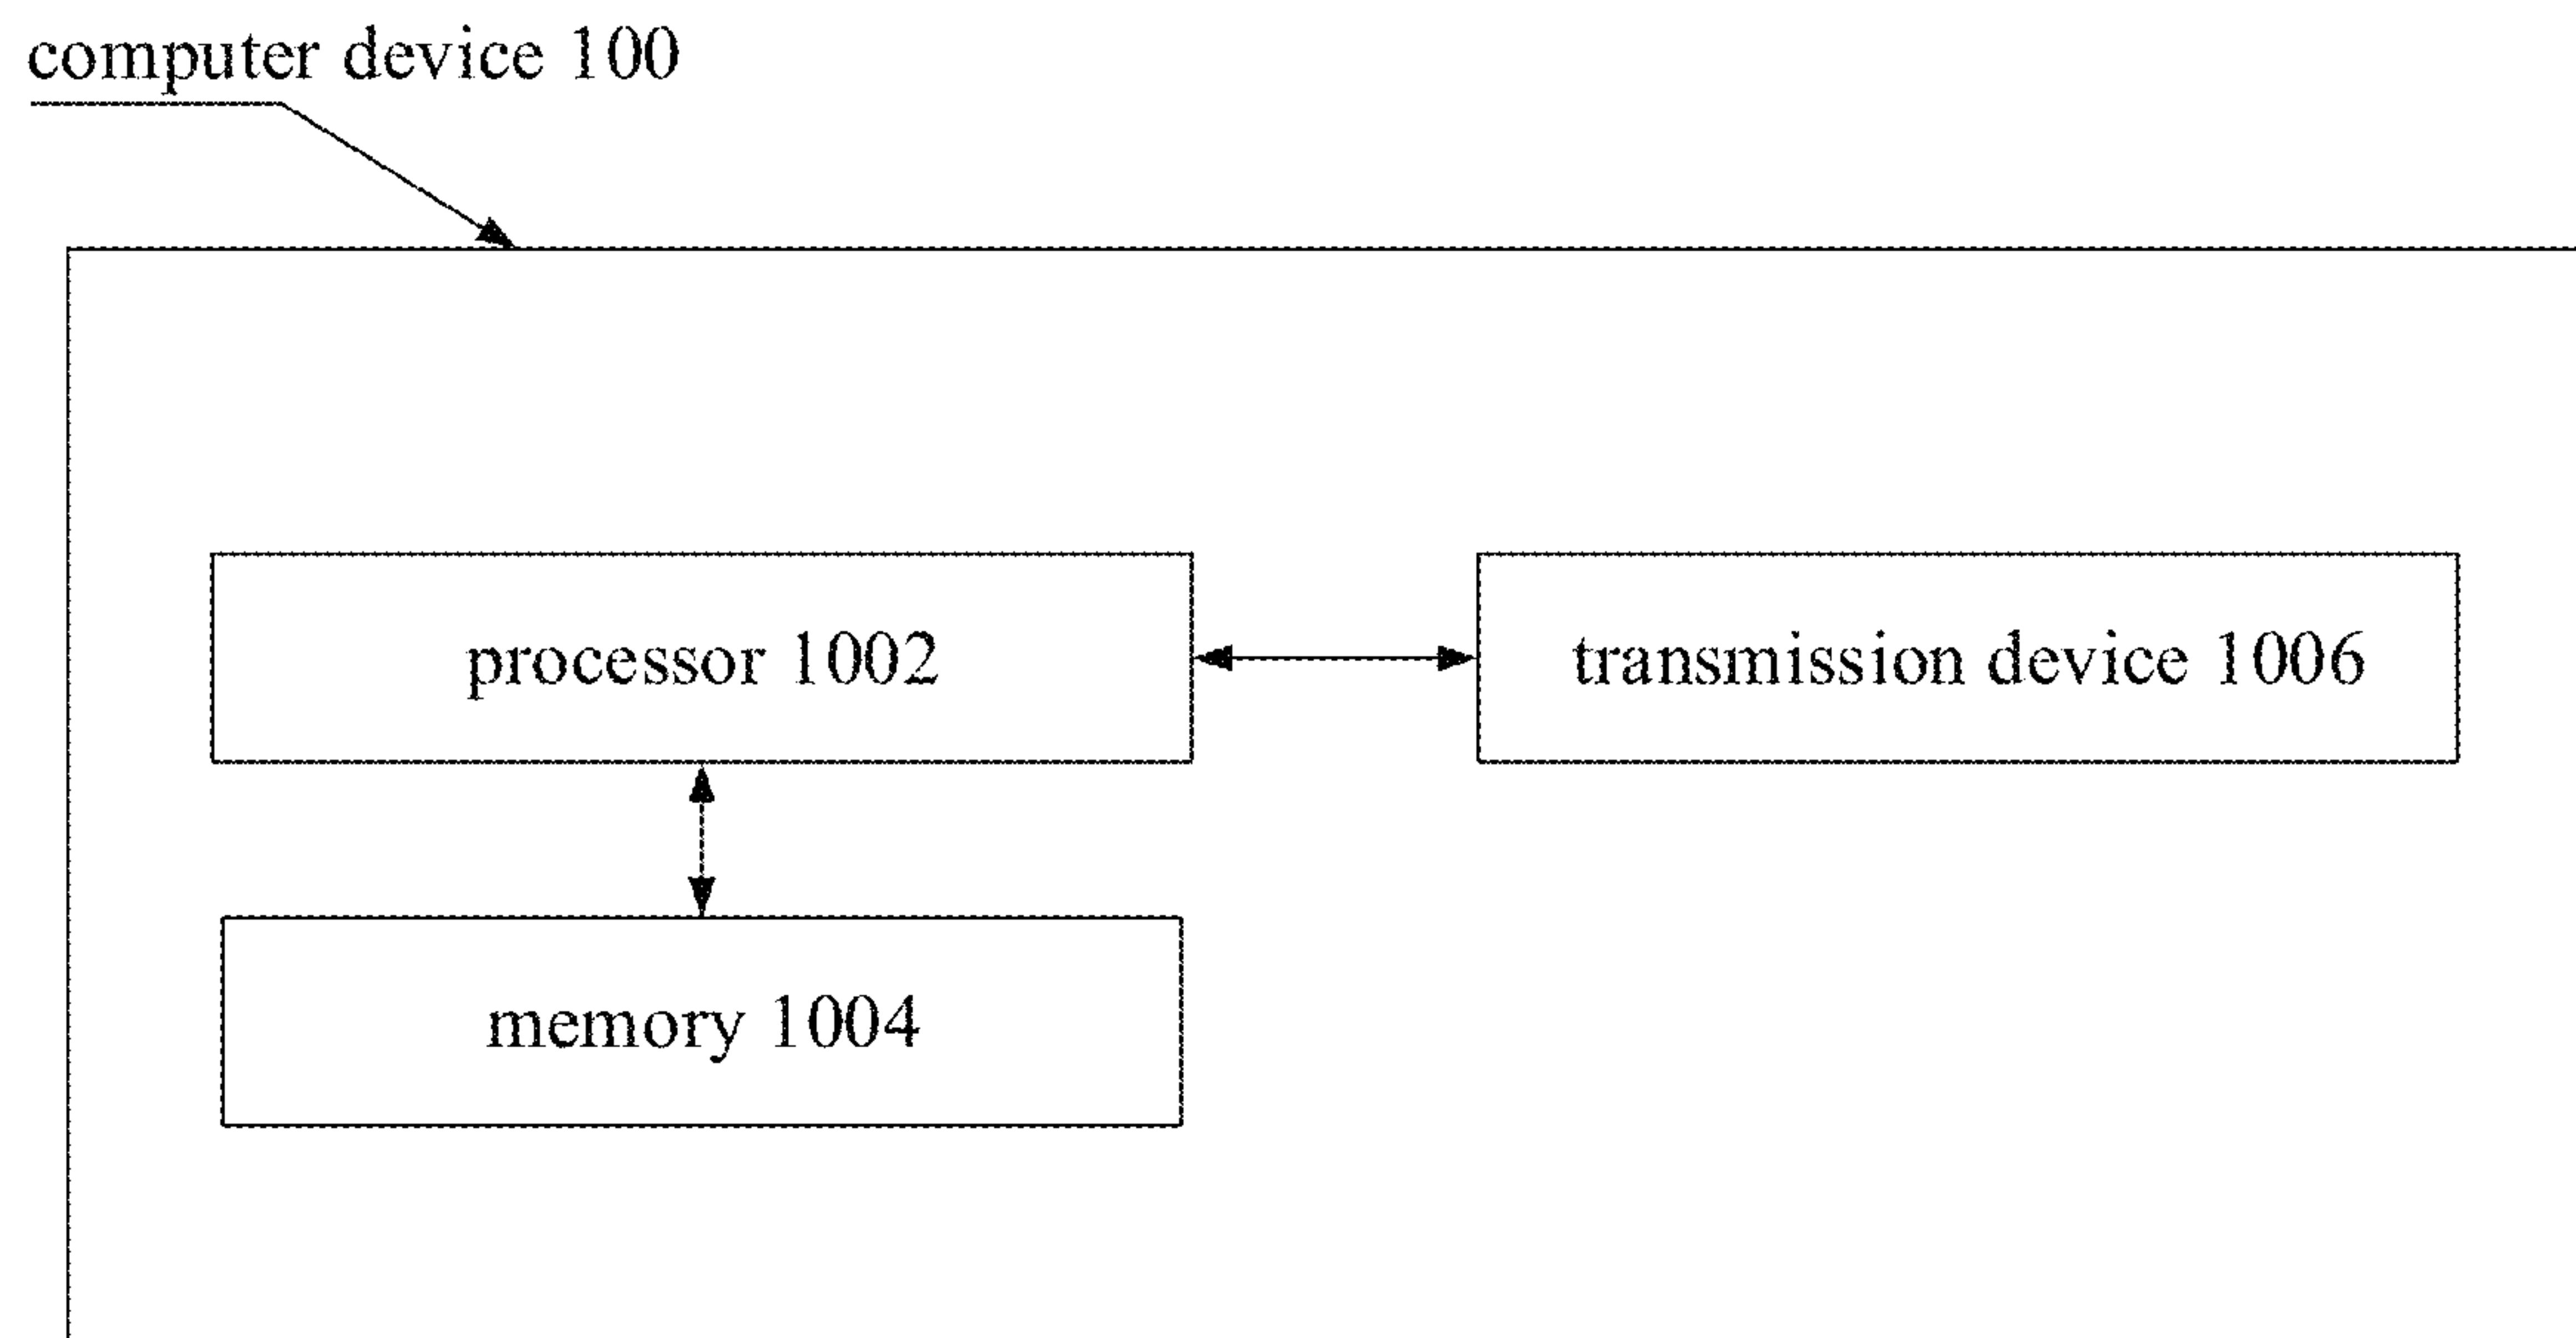 computer device 100
processor 1002
transmission device 1006
memory 1004